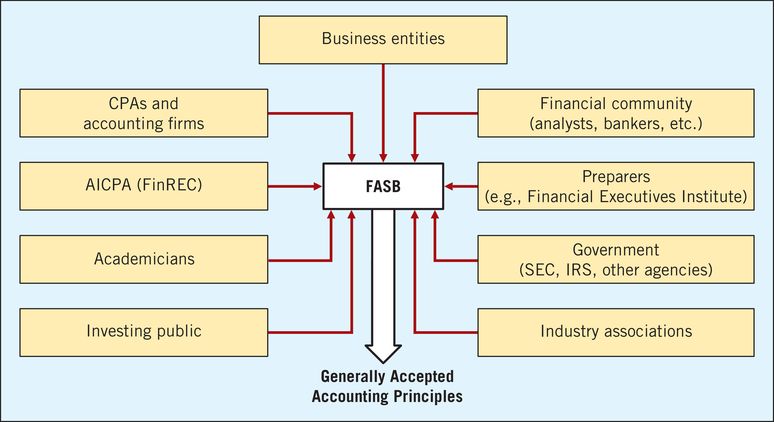 Business entities
CPAs and
accounting firms
Financial community
(analysts, bankers, etc.)
AICPA (FinREC)
FASB
Preparers
(e.g., Financial Executives Institute)
Academicians
Government
(SEC, IRS, other agencies)
Investing public
Industry associations
Generally Accepted
Accounting Principles